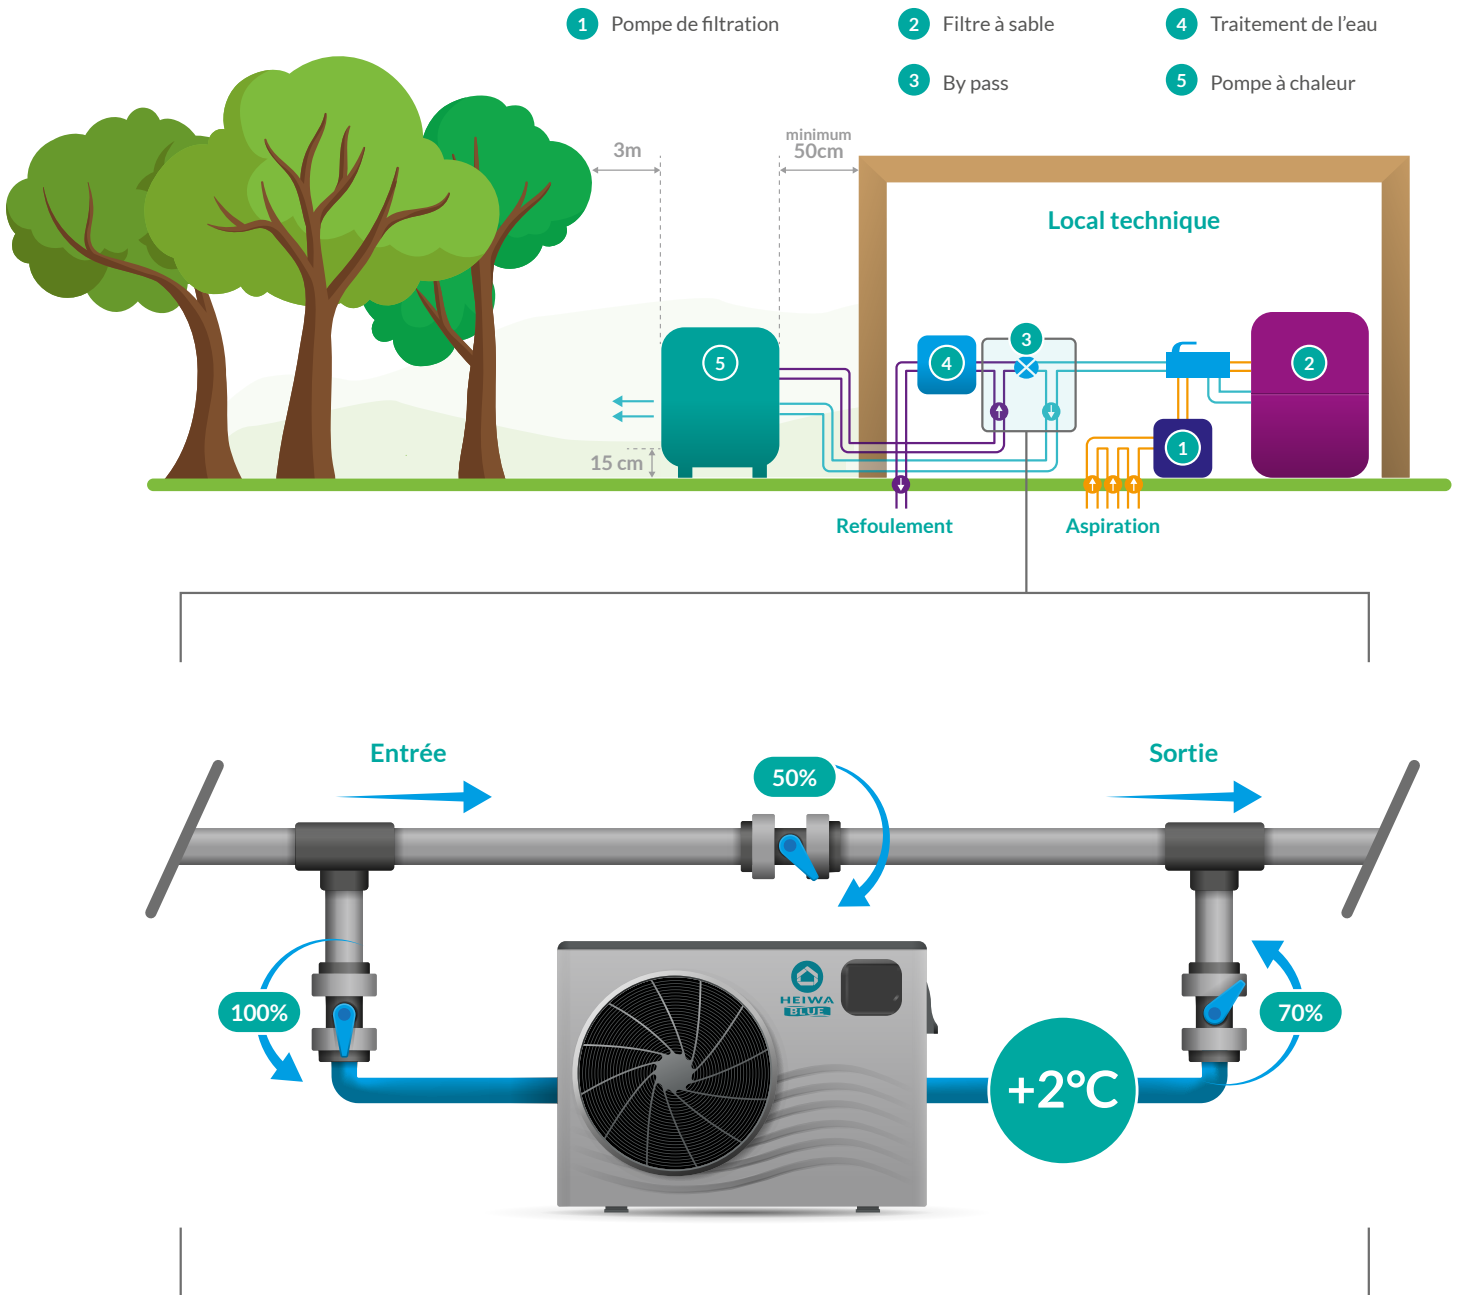 1 Pompe de filtration
2 Filtre à sable
4 Traitement de l'eau
3 By pass
5 Pompe à chaleur
3m
minimum
50cm
Local technique
5
4
3
2
1
15 cm
Refoulement
Aspiration
Entrée
Sortie
50%
100%
70%
HEIWA
BLUE
+2°C